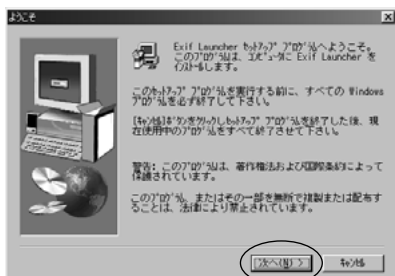 ようこそ
Exif Launcher セットアップ プログラムへようこそ。
このプログラムは、コンピュータに Exif Launcher を
インストールします。
このセットアップ プログラムを実行する前に、すべての Windows
プログラムを必ず終了して下さい。
[キャンセル]ボタンをクリックしセットアップ プログラムを終了した後、現
在使用中のプログラムをすべて終了させて下さい。
警告: このプログラムは、著作権法および国際条約によって
保護されています。
このプログラム、またはその一部を無断で複製または配布す
ることは、法律により禁止されています。
次へ(N) >
キャンセル